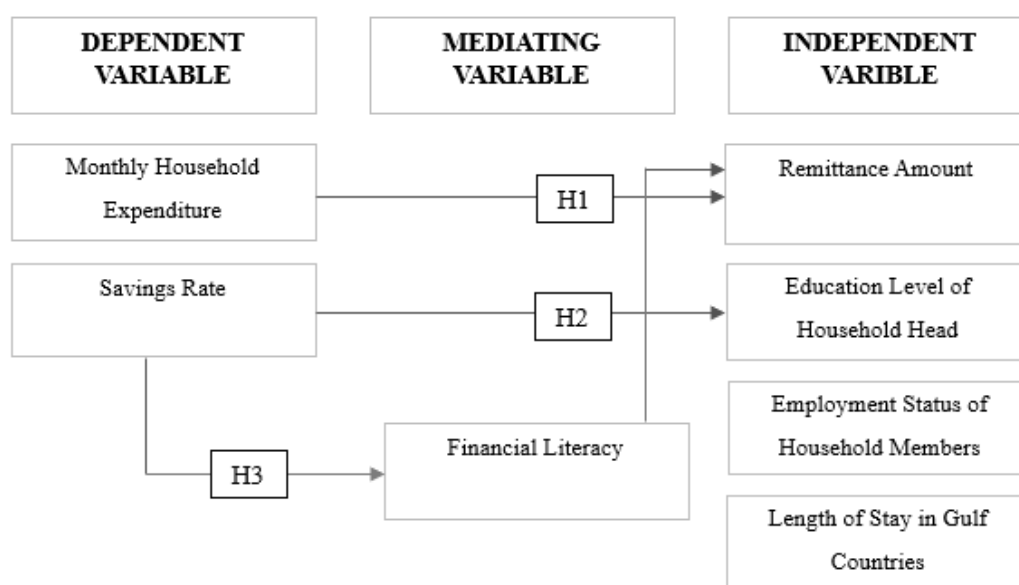 DEPENDENT
VARIABLE
MEDIATING
VARIABLE
INDEPENDENT
VARIBLE
Monthly Household
Expenditure
H1
Remittance Amount
Savings Rate
H2
Education Level of
Household Head
Employment Status of
Household Members
H3
Financial Literacy
Length of Stay in Gulf
Countries